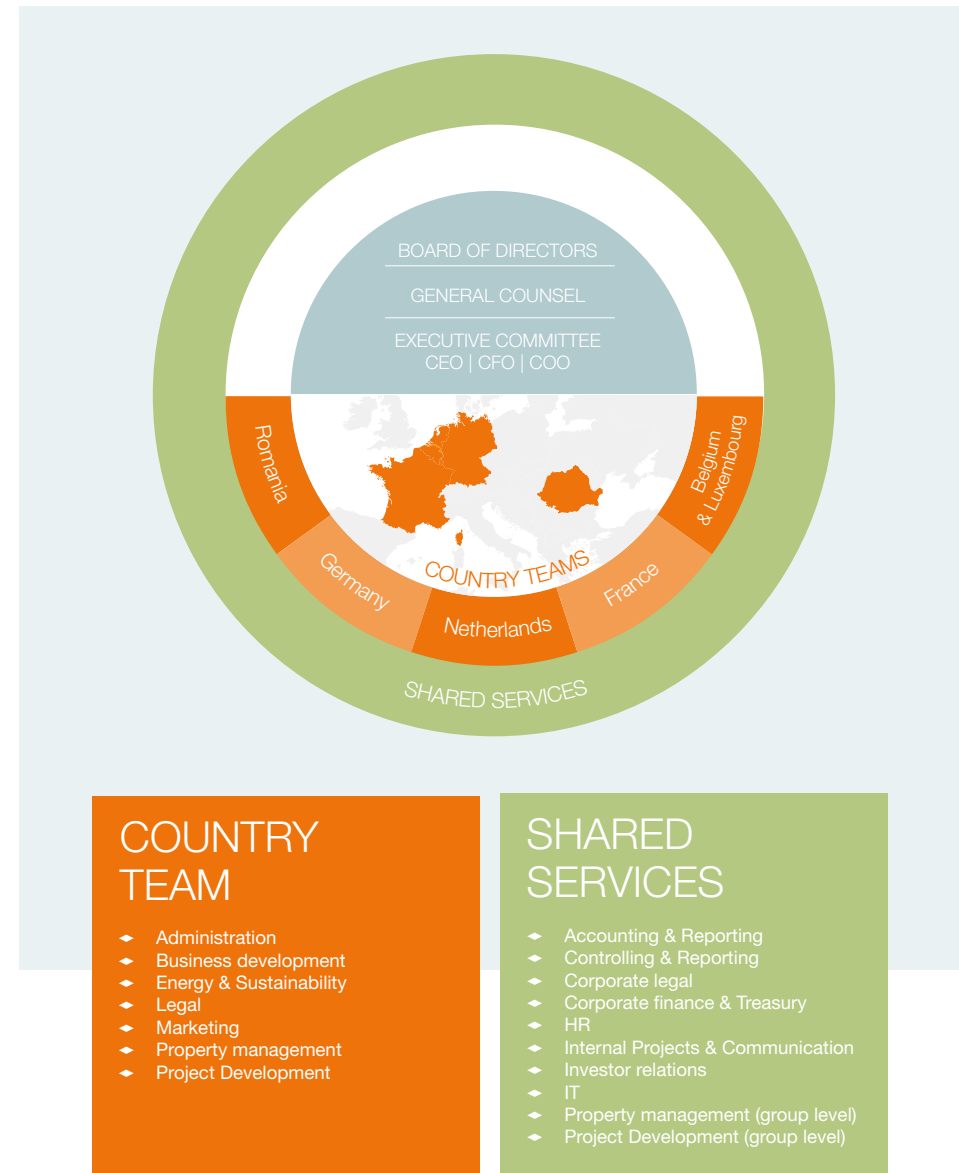 BOARD OF DIRECTORS
GENERAL COUNSEL
EXECUTIVE COMMITTEE
CEO | CFO | COO
Romania
Germany
Netherlands
France
Belgium
& Luxembourg
COUNTRY TEAMS
SHARED SERVICES
COUNTRY
TEAM
Administration
Business development
Energy & Sustainability
Legal
Marketing
Property management
Project Development
SHARED
SERVICES
Accounting & Reporting
Controlling & Reporting
Corporate legal
Corporate finance & Treasury
HR
Internal Projects & Communication
Investor relations
IT
Property management (group level)
Project Development (group level)